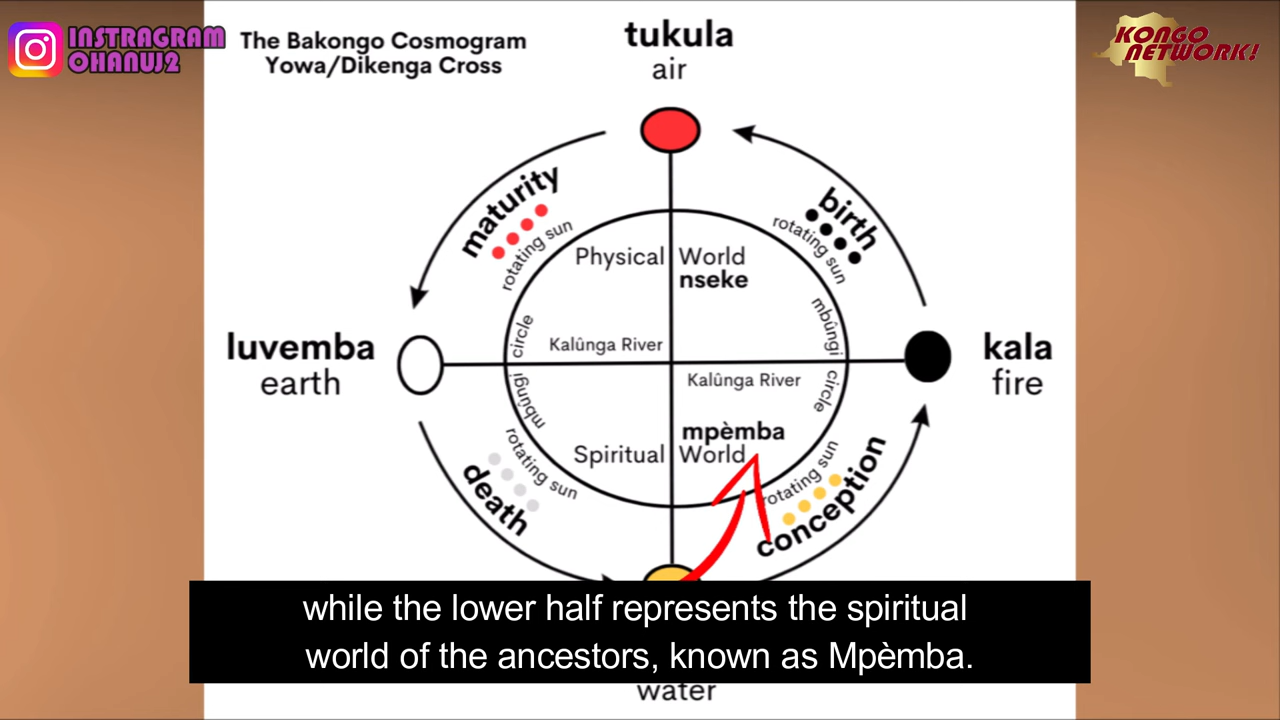 INSTRAGRAM
OHANUJ2
The Bakongo Cosmogram
Yowa/Dikenga Cross
tukula
air
KONGO
NETWORK!
maturity
rotating sun
birth
rotating sun
Physical World
nseke
mbûngi circle
Kalûnga River
luvemba
earth
kala
fire
Kalûnga River
mbûngi circle
mpèmba
Spiritual World
rotating sun
death
rotating sun
conception
while the lower half represents the spiritual
world of the ancestors, known as Mpèmba.
water